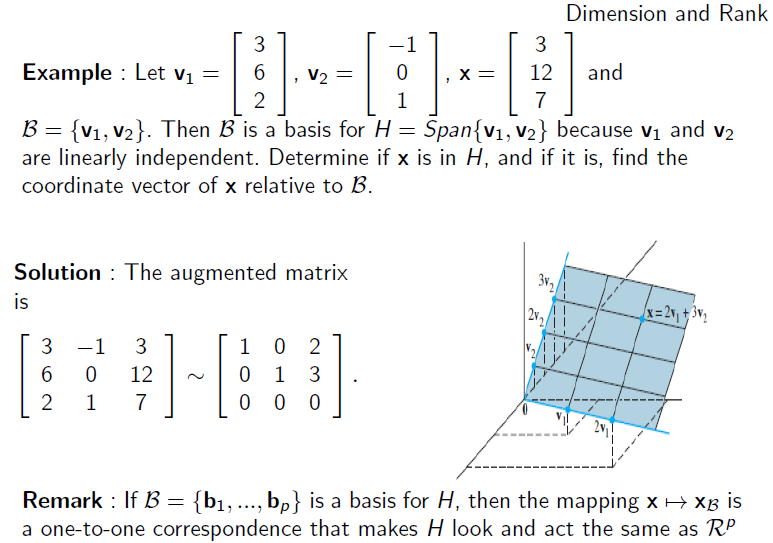 Dimension and Rank
Example : Let v₁ = [ 3 6 2 ], v₂ = [ −1 0 1 ], x = [ 3 12 7 ] and
ℬ = {v₁, v₂}. Then ℬ is a basis for H = Span{v₁, v₂} because v₁ and v₂
are linearly independent. Determine if x is in H, and if it is, find the
coordinate vector of x relative to ℬ.
Solution : The augmented matrix
is
[ 3 −1 3
6 0 12
2 1 7 ] ∼ [ 1 0 2
0 1 3
0 0 0 ] .
3v₂
2v₂
v₂
0
v₁
2v₁
x = 2v₁ + 3v₂
Remark : If ℬ = {b₁, ..., bₚ} is a basis for H, then the mapping x ↦ x_ℬ is
a one-to-one correspondence that makes H look and act the same as ℛᵖ